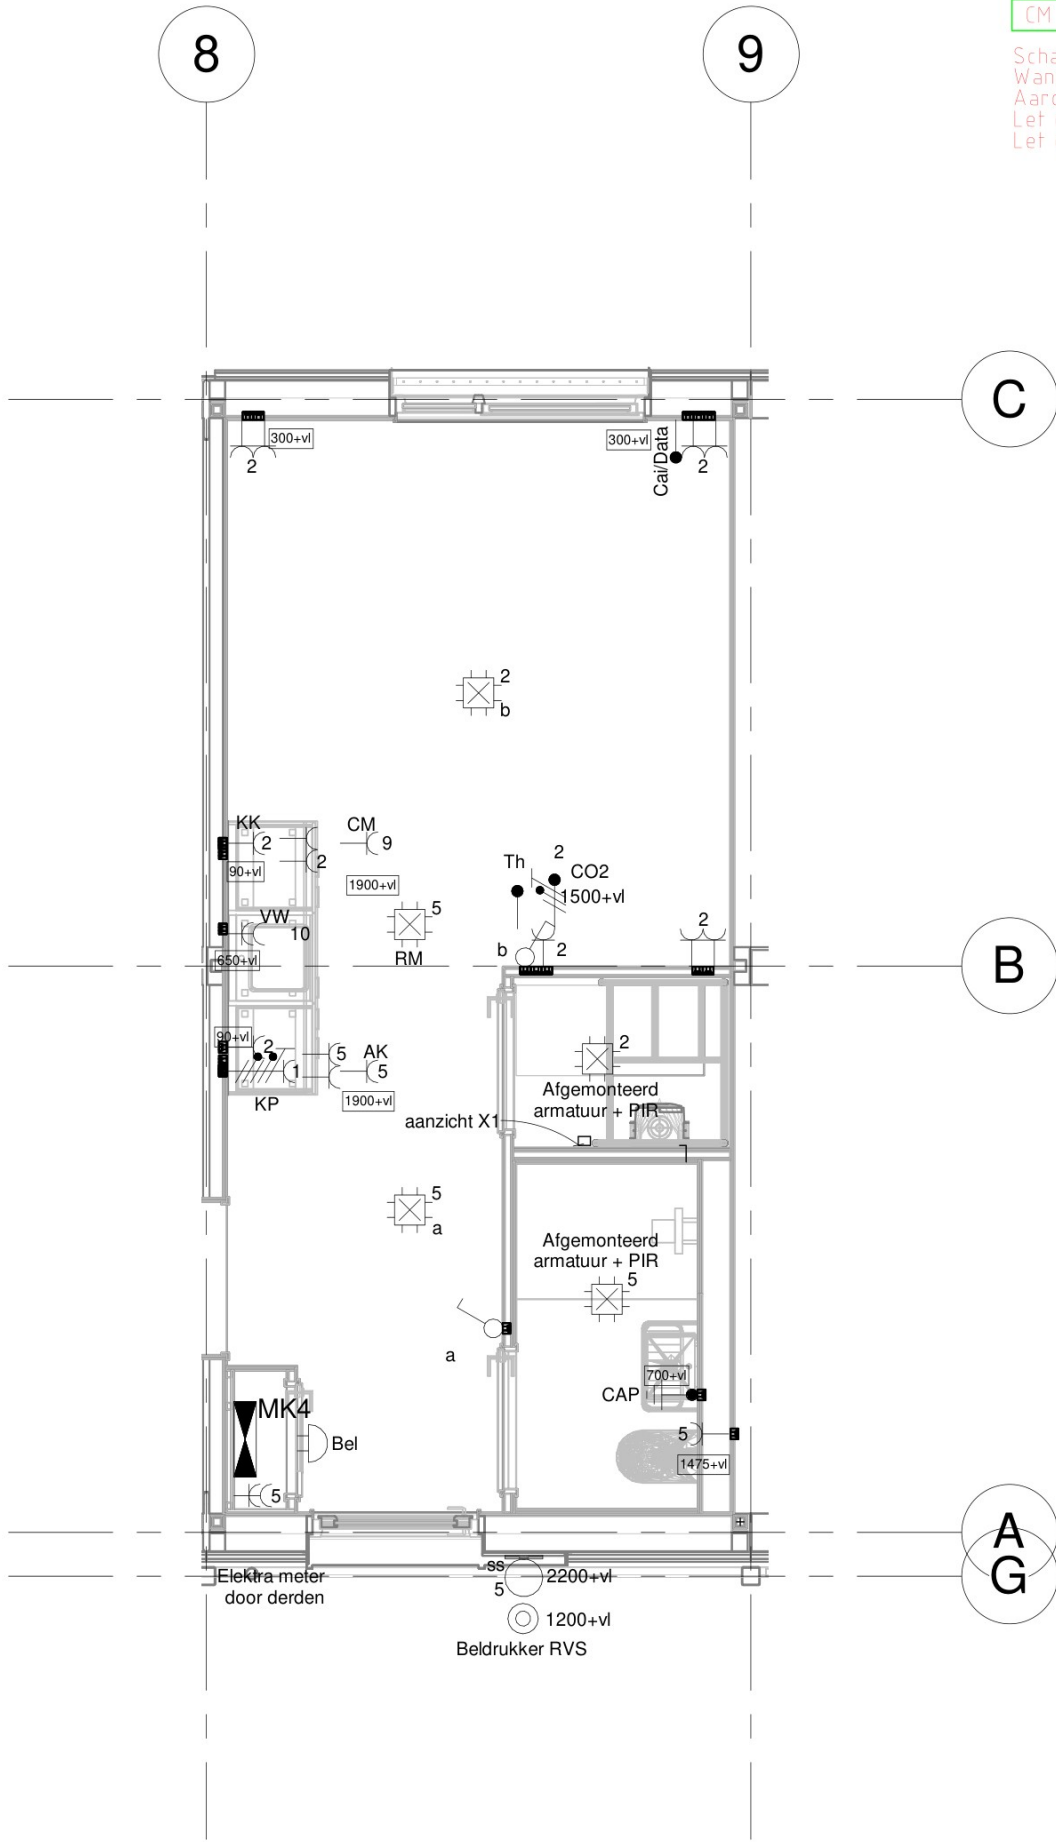 8
9
CM
C
300+vl
300+vl
Cai/Data
2
2
2
b
KK
2
2
90+vl
CM
9
1900+vl
Th
2
CO2
1500+vl
VW
10
650+vl
5
RM
b
2
2
B
90+vl
2
1
KP
5
AK
5
1900+vl
2
Afgemonteerd
armatuur + PIR
aanzicht X1
5
a
Afgemonteerd
armatuur + PIR
5
a
700+vl
CAP
5
1475+vl
MK4
Bel
5
A
G
Elektra meter
door derden
ss
5
2200+vl
1200+vl
Beldrukker RVS